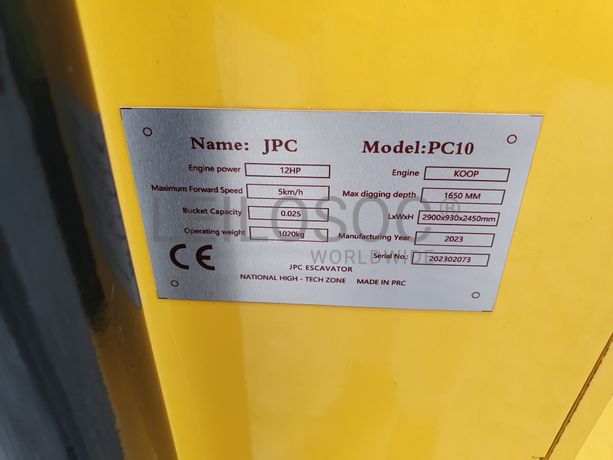 Name: JPC Model:PC10
Engine power 12HP Engine KOOP
Maximum Forward Speed 5km/h Max digging depth 1650 MM
Bucket Capacity 0.025 LxWxH 2900x930x2450mm
Operating weight 1020kg Manufacturing Year 2023
Serial No.: 202302073
CE JPC ESCAVATOR
NATIONAL HIGH - TECH ZONE MADE IN PRC
ILOSOC®
WORLDWIDE